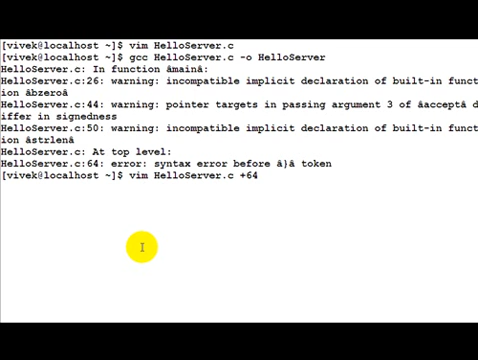 [vivek@localhost ~]$ vim HelloServer.c
[vivek@localhost ~]$ gcc HelloServer.c -o HelloServer
HelloServer.c: In function âmainâ:
HelloServer.c:26: warning: incompatible implicit declaration of built-in funct
ion âbzeroâ
HelloServer.c:44: warning: pointer targets in passing argument 3 of âacceptâ d
iffer in signedness
HelloServer.c:50: warning: incompatible implicit declaration of built-in funct
ion âstrlenâ
HelloServer.c: At top level:
HelloServer.c:64: error: syntax error before â}â token
[vivek@localhost ~]$ vim HelloServer.c +64